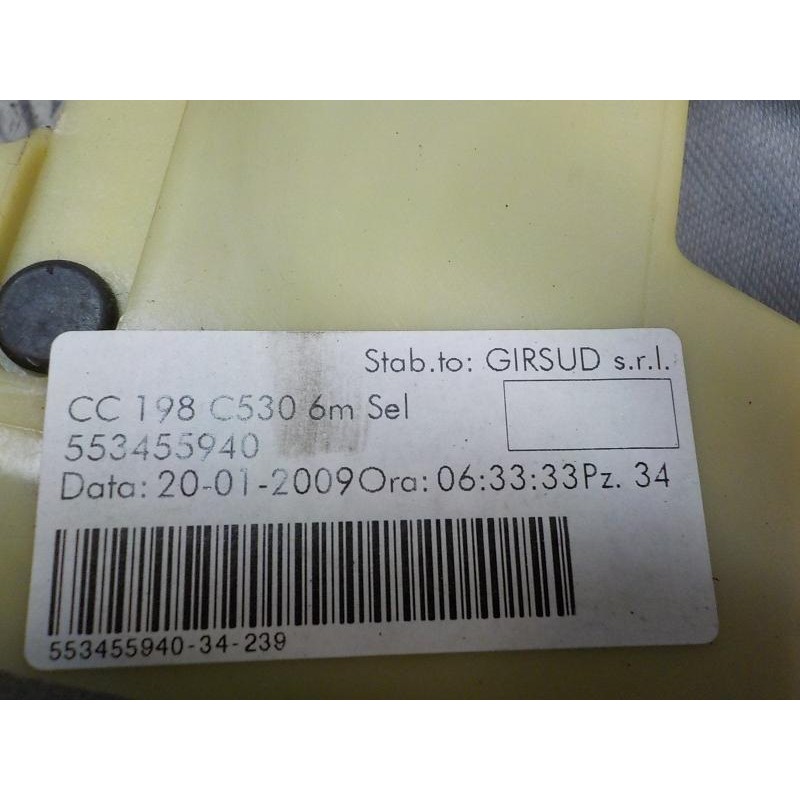 Stab.to: GIRSUD s.r.l.
CC 198 C530 6m Sel
553455940
Data: 20-01-2009Ora: 06:33:33Pz. 34
553455940-34-239